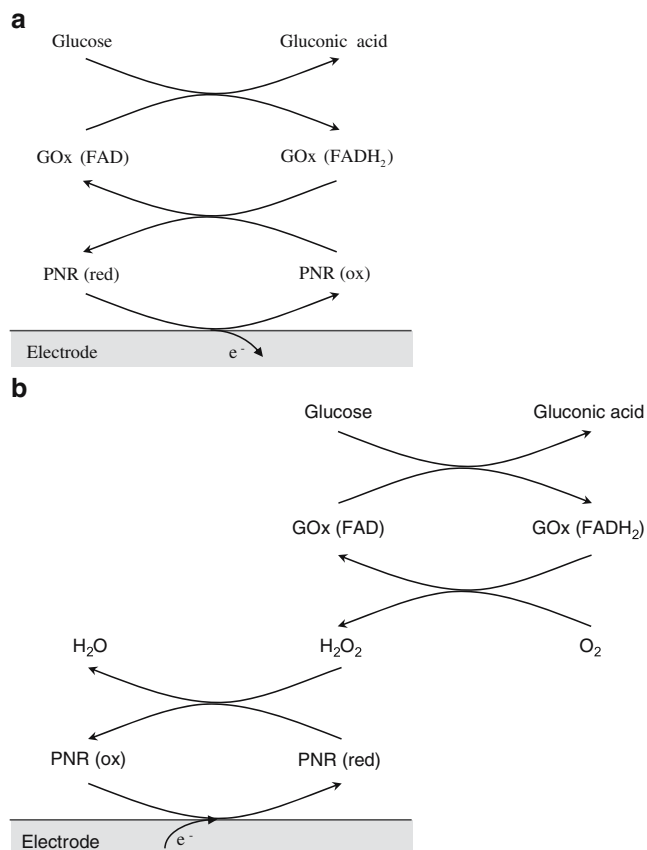 a
Glucose Gluconic acid
GOx (FAD) GOx (FADH₂)
PNR (red) PNR (ox)
Electrode e⁻
b
Glucose Gluconic acid
GOx (FAD) GOx (FADH₂)
H₂O H₂O₂ O₂
PNR (ox) PNR (red)
Electrode e⁻